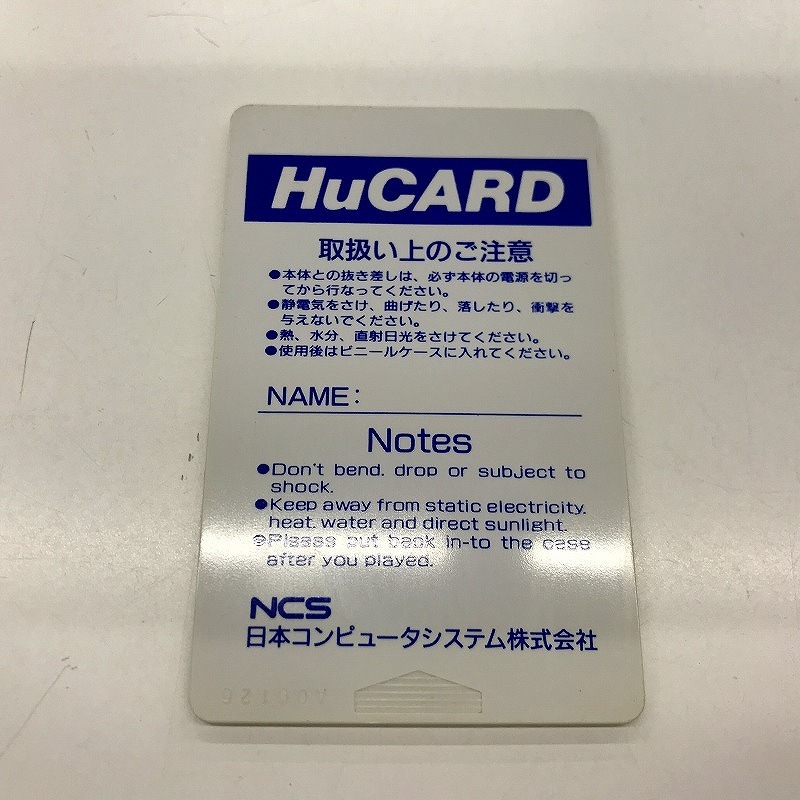 HuCARD
取扱い上のご注意
●本体との抜き差しは、必ず本体の電源を切っ
てから行なってください。
●静電気をさけ、曲げたり、落したり、衝撃を
与えないでください。
●熱、水分、直射日光をさけてください。
●使用後はビニールケースに入れてください。
NAME:
Notes
●Don't bend, drop or subject to
shock.
●Keep away from static electricity,
heat, water and direct sunlight.
●Please put back in-to the case
after you played.
NCS
日本コンピュータシステム株式会社